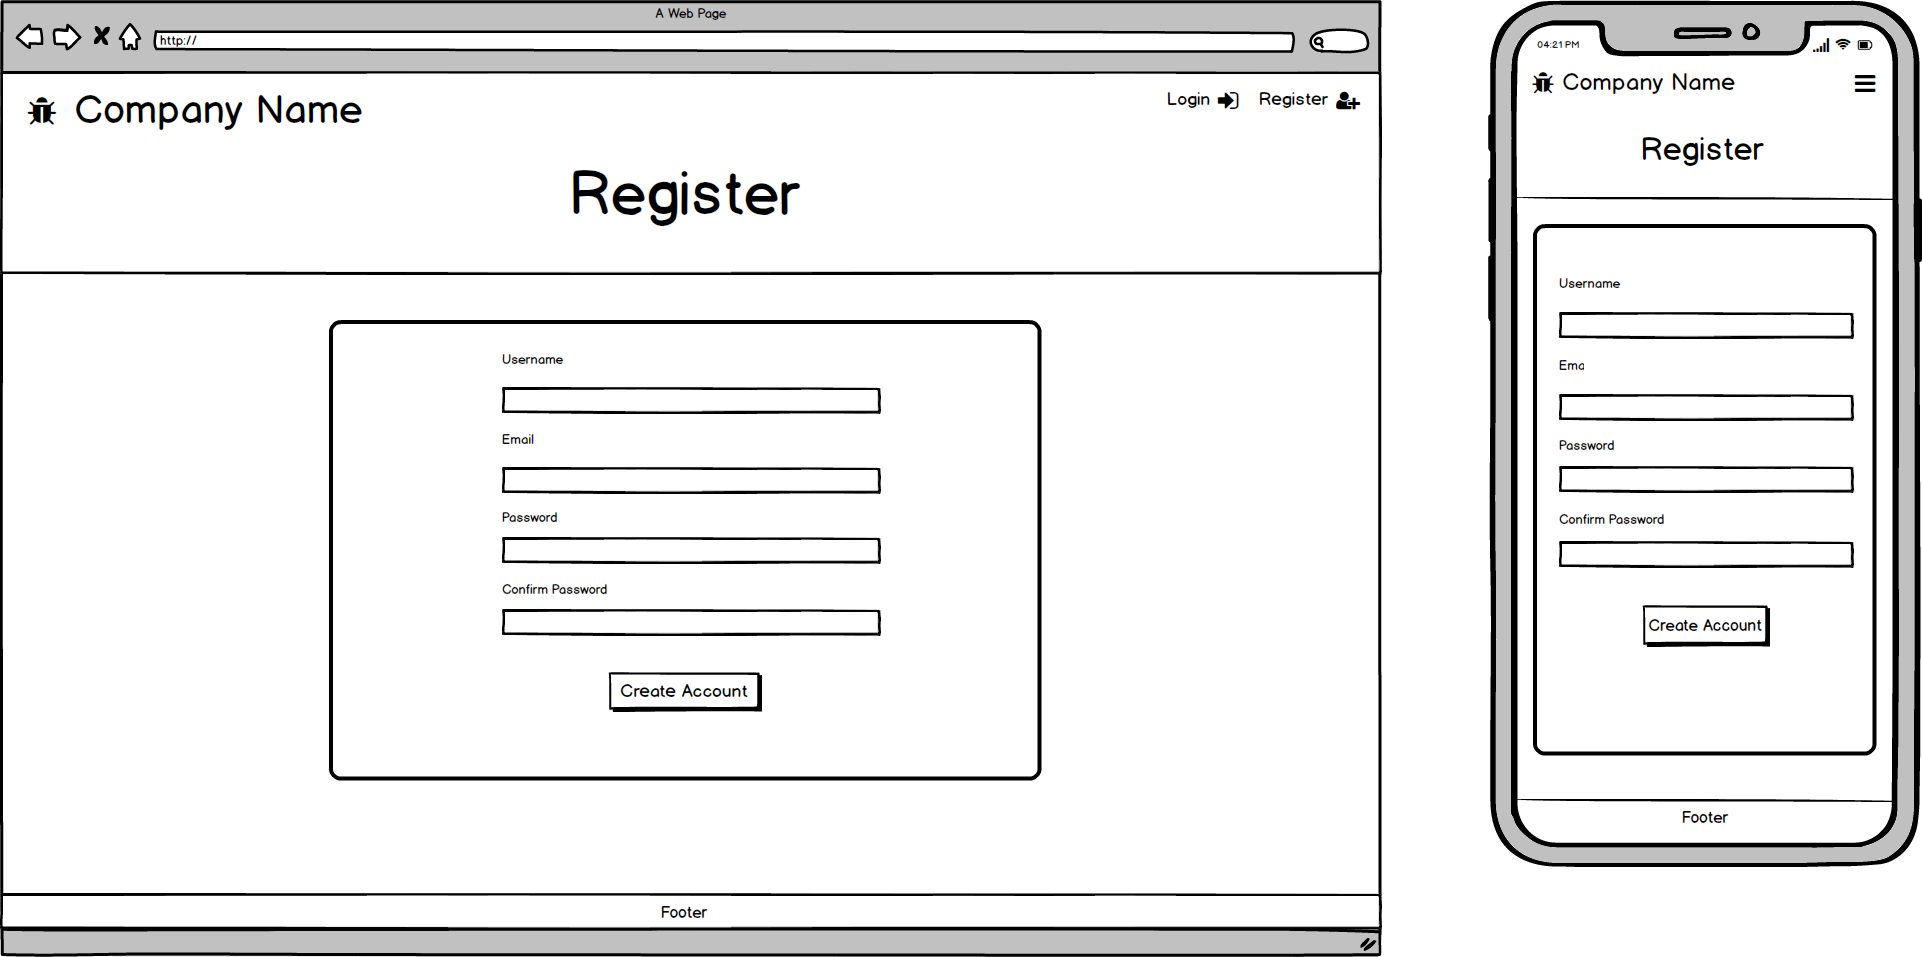 A Web Page
http://
Company Name
Login
Register
Register
Username
Email
Password
Confirm Password
Create Account
Footer
04:21 PM
Company Name
Register
Username
Ema
Password
Confirm Password
Create Account
Footer